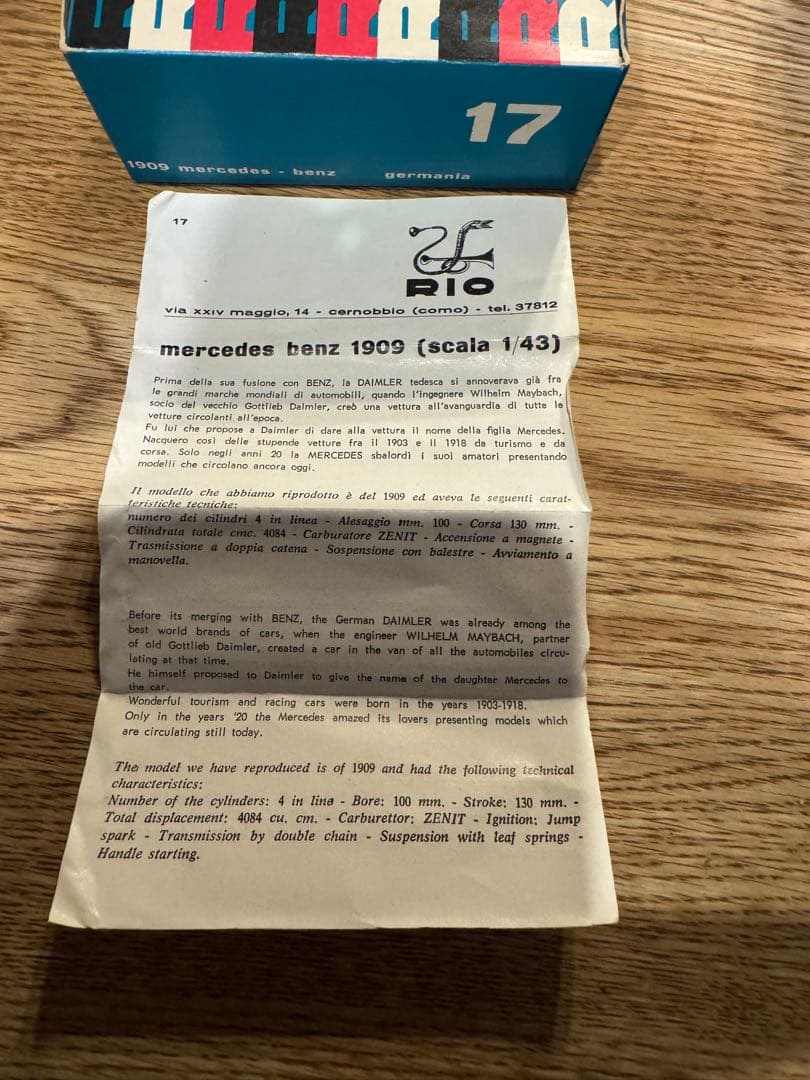 17
1909 mercedes - benz germania
17
RIO
via xxiv maggio, 14 - cernobbio (como) - tel. 37812
mercedes benz 1909 (scala 1/43)
Prima della sua fusione con BENZ, la DAIMLER tedesca si annoverava già fra
le grandi marche mondiali di automobili, quando l'ingegnere Wilhelm Maybach,
socio del vecchio Gottlieb Daimler, creò una vettura all'avanguardia di tutte le
vetture circolanti all'epoca.
Fu lui che propose a Daimler di dare alla vettura il nome della figlia Mercedes.
Nacquero così delle stupende vetture fra il 1903 e il 1918 da turismo e da
corsa. Solo negli anni 20 la MERCEDES sbalordì i suoi amatori presentando
modelli che circolano ancora oggi.
Il modello che abbiamo riprodotto è del 1909 ed aveva le seguenti carat-
teristiche tecniche:
numero dei cilindri 4 in linea - Alesaggio mm. 100 - Corsa 130 mm. -
Cilindrata totale cmc. 4084 - Carburatore ZENIT - Accensione a magnete -
Trasmissione a doppia catena - Sospensione con balestre - Avviamento a
manovella.
Before its merging with BENZ, the German DAIMLER was already among the
best world brands of cars, when the engineer WILHELM MAYBACH, partner
of old Gottlieb Daimler, created a car in the van of all the automobiles circu-
lating at that time.
He himself proposed to Daimler to give the name of the daughter Mercedes to
the car.
Wonderful tourism and racing cars were born in the years 1903-1918.
Only in the years '20 the Mercedes amazed its lovers presenting models which
are circulating still today.
The model we have reproduced is of 1909 and had the following technical
characteristics:
Number of the cylinders: 4 in line - Bore: 100 mm. - Stroke: 130 mm. -
Total displacement: 4084 cu. cm. - Carburettor: ZENIT - Ignition: Jump
spark - Transmission by double chain - Suspension with leaf springs -
Handle starting.